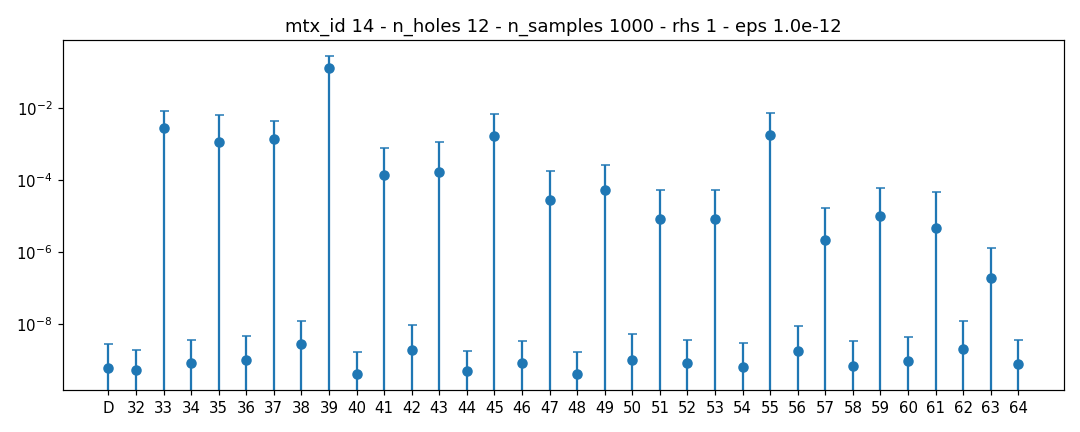 mtx_id 14 - n_holes 12 - n_samples 1000 - rhs 1 - eps 1.0e-12
10⁻²
10⁻⁴
10⁻⁶
10⁻⁸
D 32 33 34 35 36 37 38 39 40 41 42 43 44 45 46 47 48 49 50 51 52 53 54 55 56 57 58 59 60 61 62 63 64